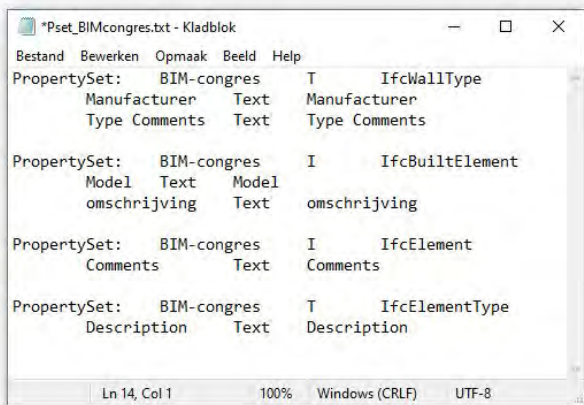 *Pset_BIMcongres.txt - Kladblok
Bestand Bewerken Opmaak Beeld Help
PropertySet: BIM-congres T IfcWallType
Manufacturer Text Manufacturer
Type Comments Text Type Comments
PropertySet: BIM-congres I IfcBuiltElement
Model Text Model
omschrijving Text omschrijving
PropertySet: BIM-congres I IfcElement
Comments Text Comments
PropertySet: BIM-congres T IfcElementType
Description Text Description
Ln 14, Col 1 100% Windows (CRLF) UTF-8